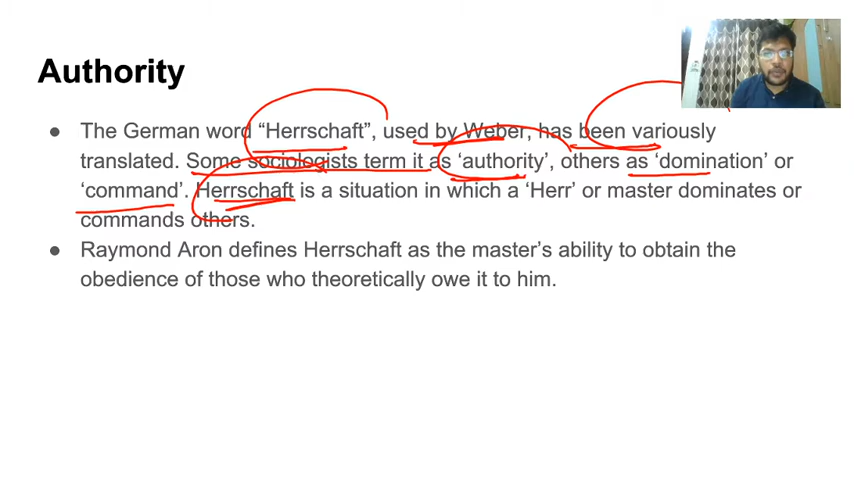 Authority
The German word “Herrschaft”, used by Weber, has been variously
translated. Some sociologists term it as ‘authority’, others as ‘domination’ or
‘command’. Herrschaft is a situation in which a ‘Herr’ or master dominates or
commands others.
Raymond Aron defines Herrschaft as the master’s ability to obtain the
obedience of those who theoretically owe it to him.